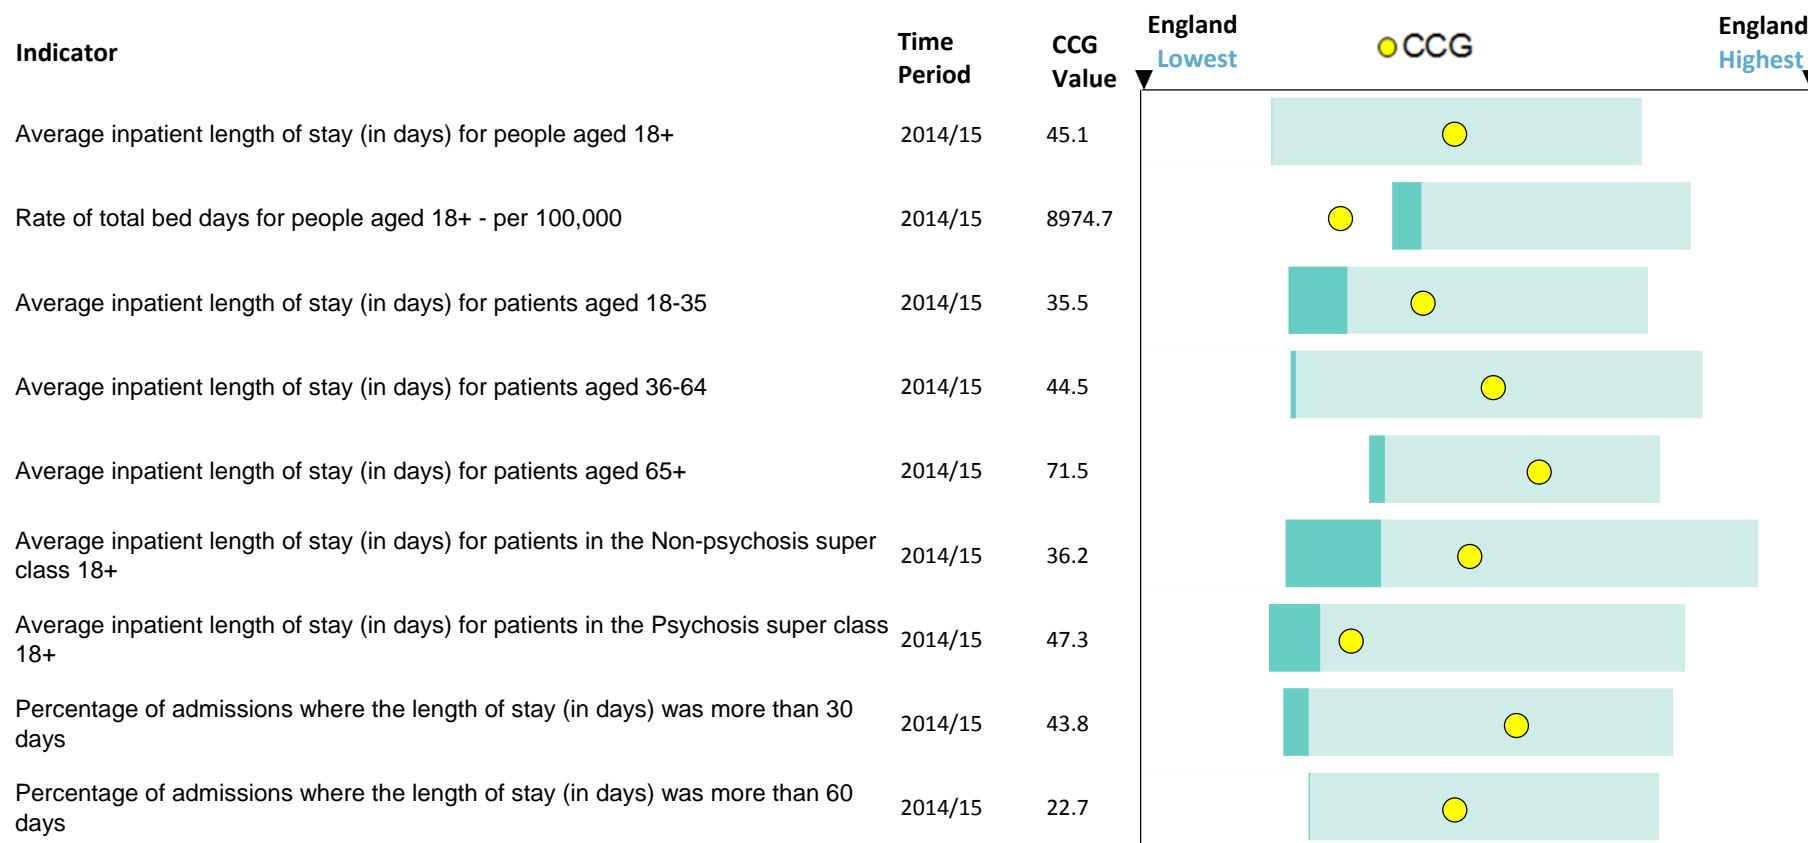 Indicator
Time
Period
CCG
Value
England
Lowest
CCG
England
Highest
Average inpatient length of stay (in days) for people aged 18+ 2014/15 45.1
Rate of total bed days for people aged 18+ - per 100,000 2014/15 8974.7
Average inpatient length of stay (in days) for patients aged 18-35 2014/15 35.5
Average inpatient length of stay (in days) for patients aged 36-64 2014/15 44.5
Average inpatient length of stay (in days) for patients aged 65+ 2014/15 71.5
Average inpatient length of stay (in days) for patients in the Non-psychosis super
class 18+
2014/15 36.2
Average inpatient length of stay (in days) for patients in the Psychosis super class
18+
2014/15 47.3
Percentage of admissions where the length of stay (in days) was more than 30
days
2014/15 43.8
Percentage of admissions where the length of stay (in days) was more than 60
days
2014/15 22.7